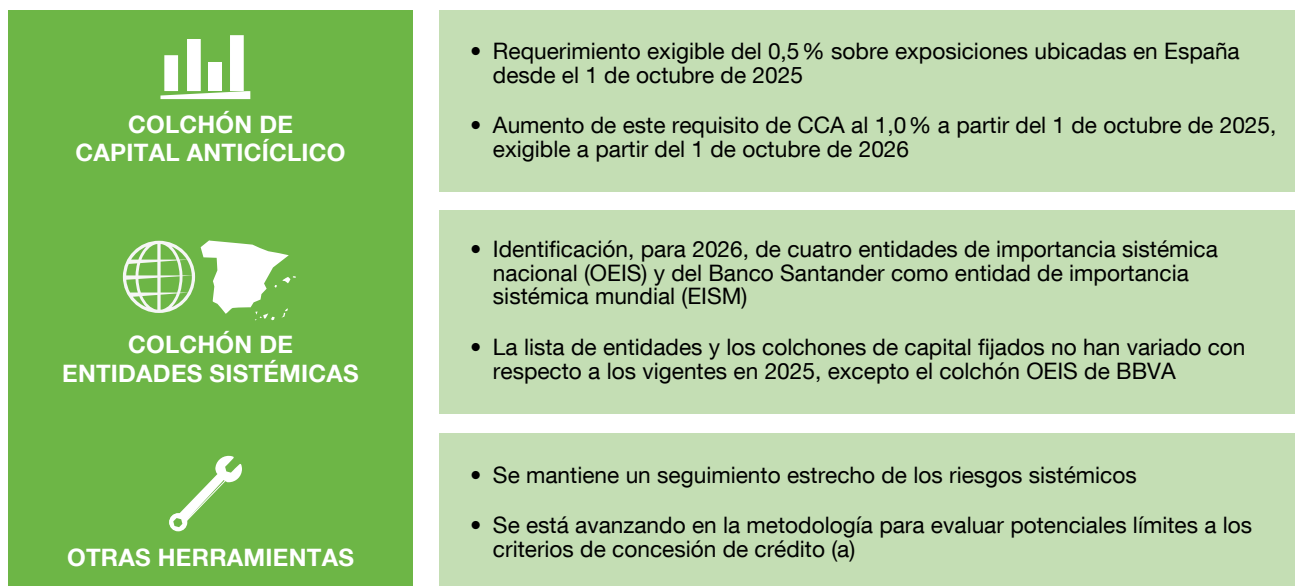 COLCHÓN DE
CAPITAL ANTICÍCLICO
• Requerimiento exigible del 0,5 % sobre exposiciones ubicadas en España
desde el 1 de octubre de 2025
• Aumento de este requisito de CCA al 1,0 % a partir del 1 de octubre de 2025,
exigible a partir del 1 de octubre de 2026
COLCHÓN DE
ENTIDADES SISTÉMICAS
• Identificación, para 2026, de cuatro entidades de importancia sistémica
nacional (OEIS) y del Banco Santander como entidad de importancia
sistémica mundial (EISM)
• La lista de entidades y los colchones de capital fijados no han variado con
respecto a los vigentes en 2025, excepto el colchón OEIS de BBVA
OTRAS HERRAMIENTAS
• Se mantiene un seguimiento estrecho de los riesgos sistémicos
• Se está avanzando en la metodología para evaluar potenciales límites a los
criterios de concesión de crédito (a)